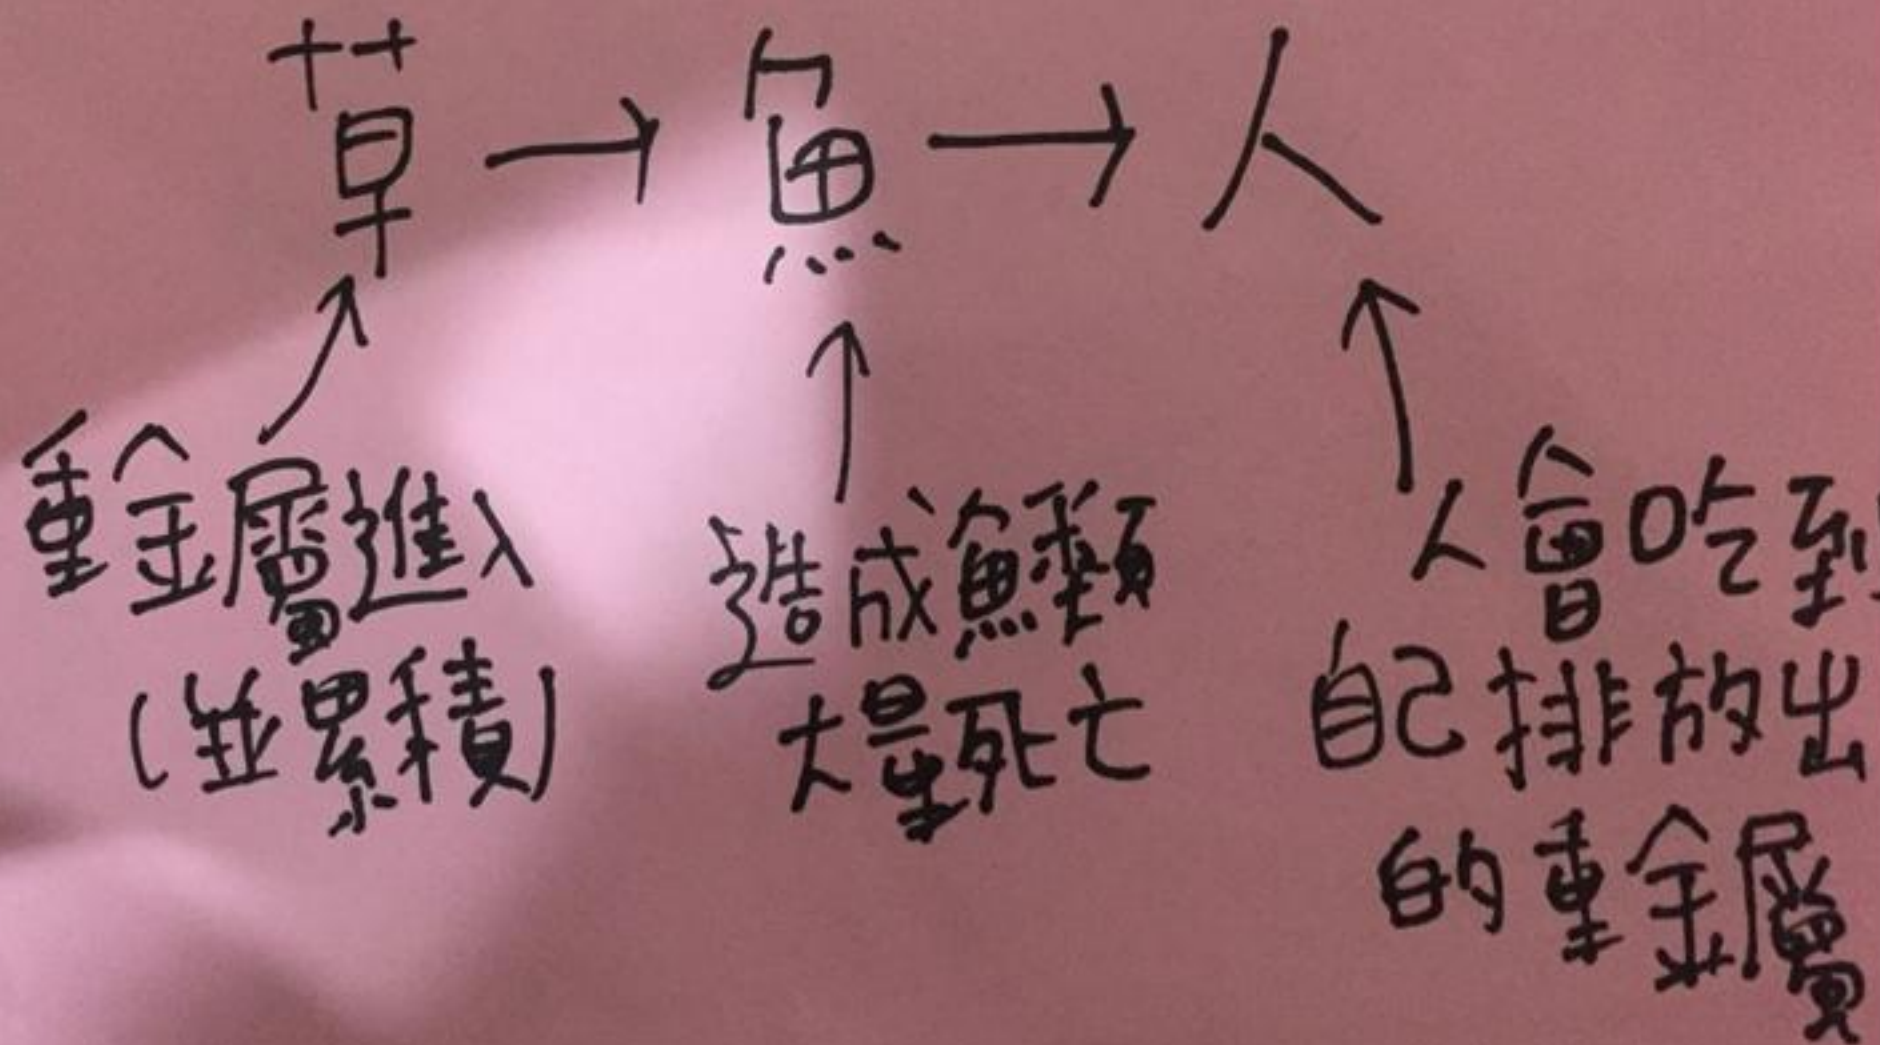 草 → 魚 → 人
重金屬進入
(並累積)
造成魚類
大量死亡
人會吃到
自己排放出
的重金屬